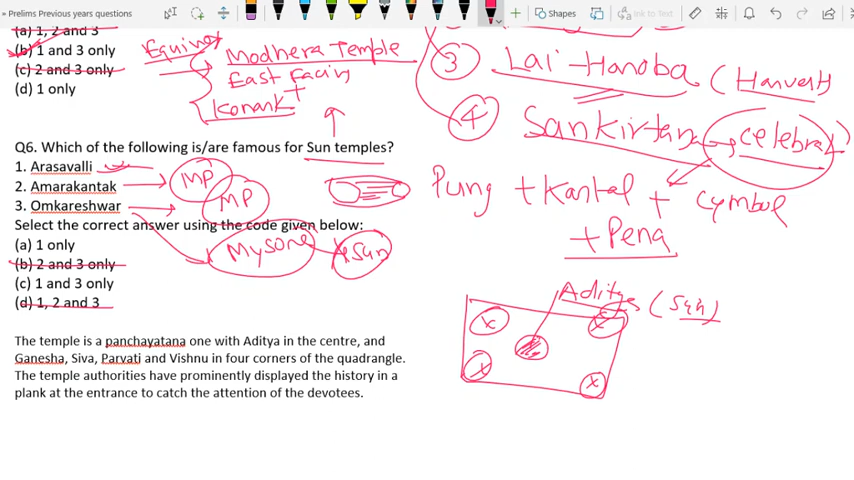 Prelims Previous years questions
Shapes
Ink to Text
(a) 1, 2 and 3
(b) 1 and 3 only
(c) 2 and 3 only
(d) 1 only
Equinox
Modhera Temple
East Facing
Konark
3 Lai-Haroba (Harvest)
4 Sankirtana celebrat
Q6. Which of the following is/are famous for Sun temples?
1. Arasavalli
2. Amarakantak MP
3. Omkareshwar MP
Select the correct answer using the code given below:
(a) 1 only
(b) 2 and 3 only
(c) 1 and 3 only
(d) 1, 2 and 3
Mysore Sun
Pung + Kartal + Cymbol
+ Pena
Adityas (Sun)
The temple is a panchayatana one with Aditya in the centre, and
Ganesha, Siva, Parvati and Vishnu in four corners of the quadrangle.
The temple authorities have prominently displayed the history in a
plank at the entrance to catch the attention of the devotees.